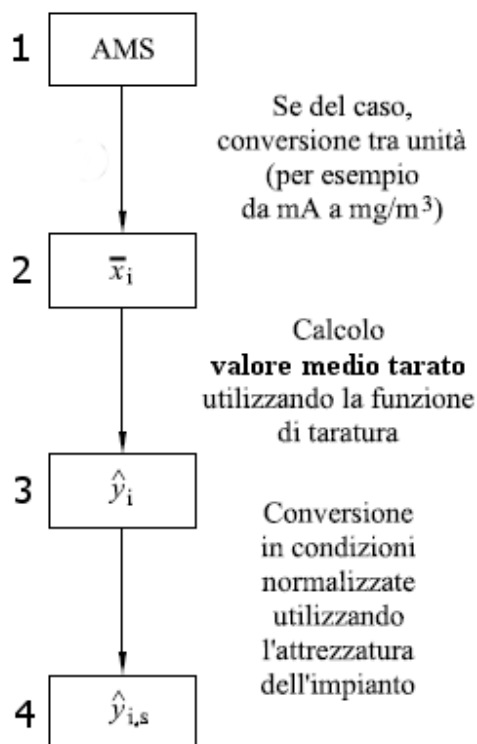 1 AMS
Se del caso,
conversione tra unità
(per esempio
da mA a mg/m³)
2 x̅i
Calcolo
valore medio tarato
utilizzando la funzione
di taratura
3 ŷi
Conversione
in condizioni
normalizzate
utilizzando
l'attrezzatura
dell'impianto
4 ŷi,s